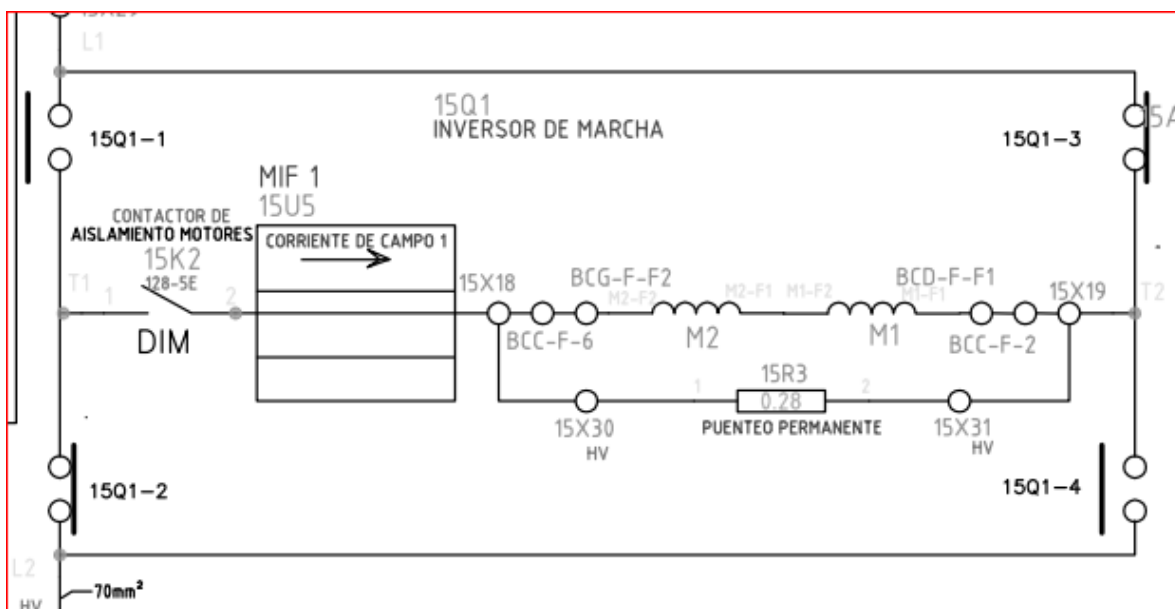 L1
15Q1
INVERSOR DE MARCHA
15Q1-1
15Q1-3
MIF 1
15U5
CONTACTOR DE
AISLAMIENTO MOTORES
15K2
128-5E
CORRIENTE DE CAMPO 1
T1
1
2
DIM
15X18
BCG-F-F2
BCC-F-6
M2-F2
M2-F1
M2
M1-F2
M1-F1
M1
BCD-F-F1
BCC-F-2
15X19
T2
15R3
1
0.28
2
PUENTEO PERMANENTE
15X30
HV
15X31
HV
15Q1-2
15Q1-4
L2
70mm²
HV